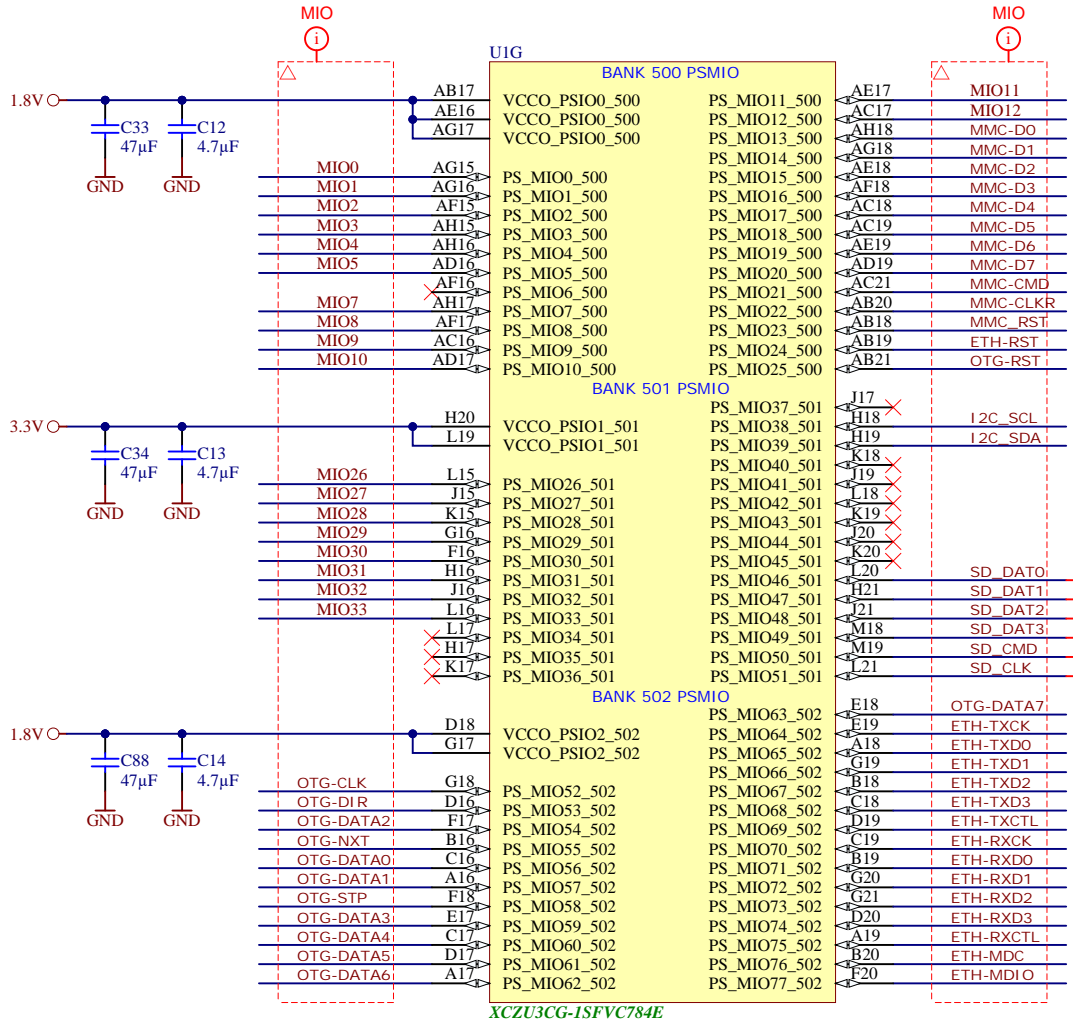 MIO MIO
i i
U1G
BANK 500 PSMIO
1.8V AB17 VCCO_PSIO0_500 PS_MIO11_500 AE17 MIO11
AE16 VCCO_PSIO0_500 PS_MIO12_500 AC17 MIO12
C33 C12 AG17 VCCO_PSIO0_500 PS_MIO13_500 AH18 MMC-D0
47µF 4.7µF PS_MIO14_500 AG18 MMC-D1
GND GND MIO0 AG15 PS_MIO0_500 PS_MIO15_500 AE18 MMC-D2
MIO1 AG16 PS_MIO1_500 PS_MIO16_500 AF18 MMC-D3
MIO2 AF15 PS_MIO2_500 PS_MIO17_500 AC18 MMC-D4
MIO3 AH15 PS_MIO3_500 PS_MIO18_500 AC19 MMC-D5
MIO4 AH16 PS_MIO4_500 PS_MIO19_500 AE19 MMC-D6
MIO5 AD16 PS_MIO5_500 PS_MIO20_500 AD19 MMC-D7
AF16 PS_MIO6_500 PS_MIO21_500 AC21 MMC-CMD
MIO7 AH17 PS_MIO7_500 PS_MIO22_500 AB20 MMC-CLKR
MIO8 AF17 PS_MIO8_500 PS_MIO23_500 AB18 MMC_RST
MIO9 AC16 PS_MIO9_500 PS_MIO24_500 AB19 ETH-RST
MIO10 AD17 PS_MIO10_500 PS_MIO25_500 AB21 OTG-RST
BANK 501 PSMIO
PS_MIO37_501 J17
3.3V H20 VCCO_PSIO1_501 PS_MIO38_501 H18 I2C_SCL
L19 VCCO_PSIO1_501 PS_MIO39_501 H19 I2C_SDA
C34 C13 PS_MIO40_501 K18
47µF 4.7µF MIO26 L15 PS_MIO26_501 PS_MIO41_501 J19
MIO27 J15 PS_MIO27_501 PS_MIO42_501 L18
GND GND MIO28 K15 PS_MIO28_501 PS_MIO43_501 K19
MIO29 G16 PS_MIO29_501 PS_MIO44_501 J20
MIO30 F16 PS_MIO30_501 PS_MIO45_501 K20
MIO31 H16 PS_MIO31_501 PS_MIO46_501 L20 SD_DAT0
MIO32 J16 PS_MIO32_501 PS_MIO47_501 H21 SD_DAT1
MIO33 L16 PS_MIO33_501 PS_MIO48_501 J21 SD_DAT2
L17 PS_MIO34_501 PS_MIO49_501 M18 SD_DAT3
H17 PS_MIO35_501 PS_MIO50_501 M19 SD_CMD
K17 PS_MIO36_501 PS_MIO51_501 L21 SD_CLK
BANK 502 PSMIO
PS_MIO63_502 E18 OTG-DATA7
1.8V D18 VCCO_PSIO2_502 PS_MIO64_502 E19 ETH-TXCK
G17 VCCO_PSIO2_502 PS_MIO65_502 A18 ETH-TXD0
C88 C14 PS_MIO66_502 G19 ETH-TXD1
47µF 4.7µF OTG-CLK G18 PS_MIO52_502 PS_MIO67_502 B18 ETH-TXD2
OTG-DIR D16 PS_MIO53_502 PS_MIO68_502 C18 ETH-TXD3
GND GND OTG-DATA2 F17 PS_MIO54_502 PS_MIO69_502 D19 ETH-TXCTL
OTG-NXT B16 PS_MIO55_502 PS_MIO70_502 C19 ETH-RXCK
OTG-DATA0 C16 PS_MIO56_502 PS_MIO71_502 B19 ETH-RXD0
OTG-DATA1 A16 PS_MIO57_502 PS_MIO72_502 G20 ETH-RXD1
OTG-STP F18 PS_MIO58_502 PS_MIO73_502 G21 ETH-RXD2
OTG-DATA3 E17 PS_MIO59_502 PS_MIO74_502 D20 ETH-RXD3
OTG-DATA4 C17 PS_MIO60_502 PS_MIO75_502 A19 ETH-RXCTL
OTG-DATA5 D17 PS_MIO61_502 PS_MIO76_502 B20 ETH-MDC
OTG-DATA6 A17 PS_MIO62_502 PS_MIO77_502 F20 ETH-MDIO
XCZU3CG-1SFVC784E